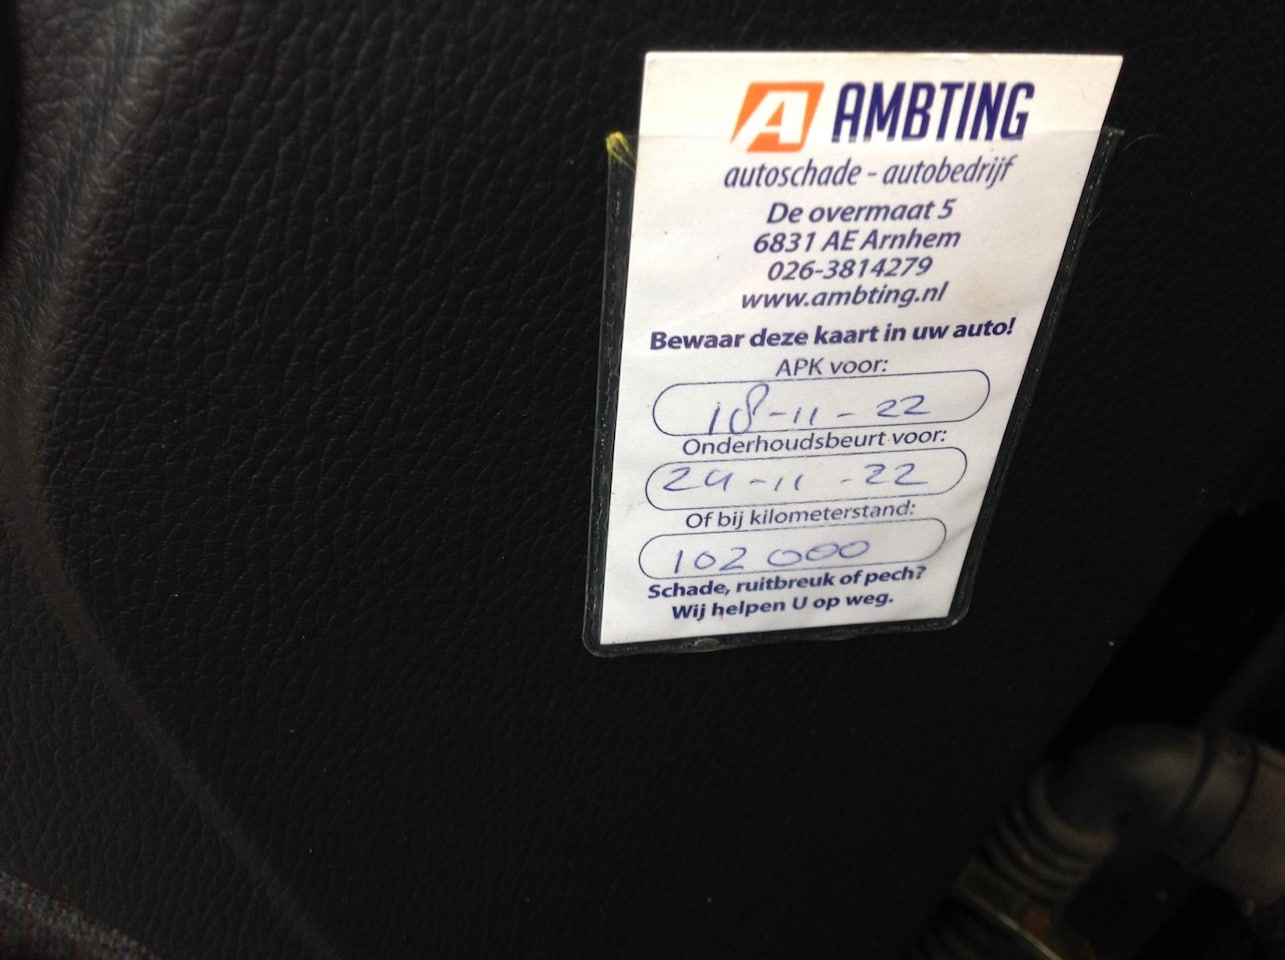 A AMBTING
autoschade - autobedrijf
De overmaat 5
6831 AE Arnhem
026-3814279
www.ambting.nl
Bewaar deze kaart in uw auto!
APK voor:
18-11-22
Onderhoudsbeurt voor:
24-11-22
Of bij kilometerstand:
102 000
Schade, ruitbreuk of pech?
Wij helpen U op weg.